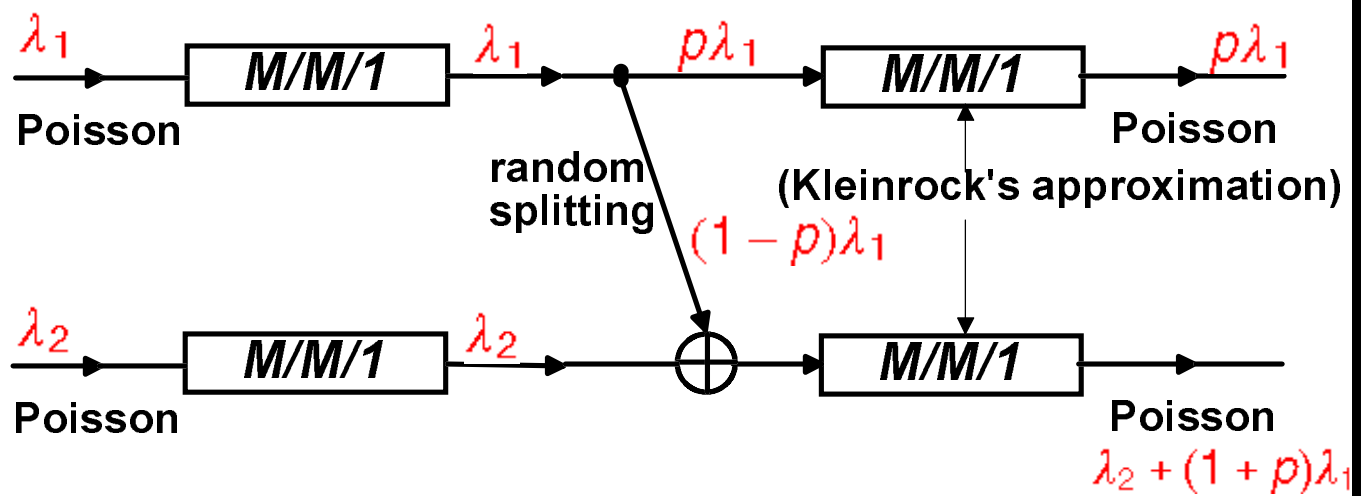 λ₁
M/M/1
λ₁
pλ₁
M/M/1
pλ₁
Poisson
Poisson
random
splitting
(Kleinrock's approximation)
(1 − p)λ₁
λ₂
M/M/1
λ₂
M/M/1
Poisson
Poisson
λ₂ + (1 + p)λ₁